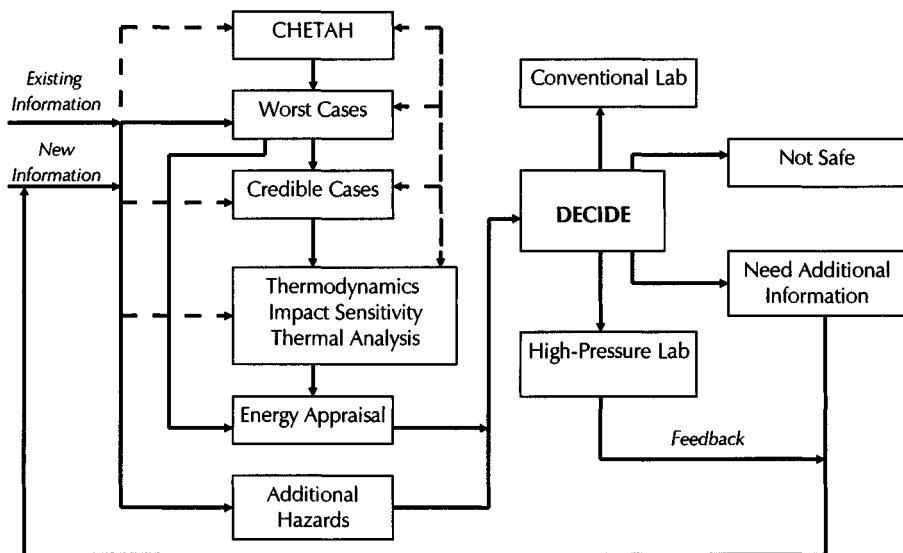 CHETAH
Existing
Information
Worst Cases
New
Information
Credible Cases
Thermodynamics
Impact Sensitivity
Thermal Analysis
Energy Appraisal
Additional
Hazards
Conventional Lab
DECIDE
Not Safe
Need Additional
Information
High-Pressure Lab
Feedback